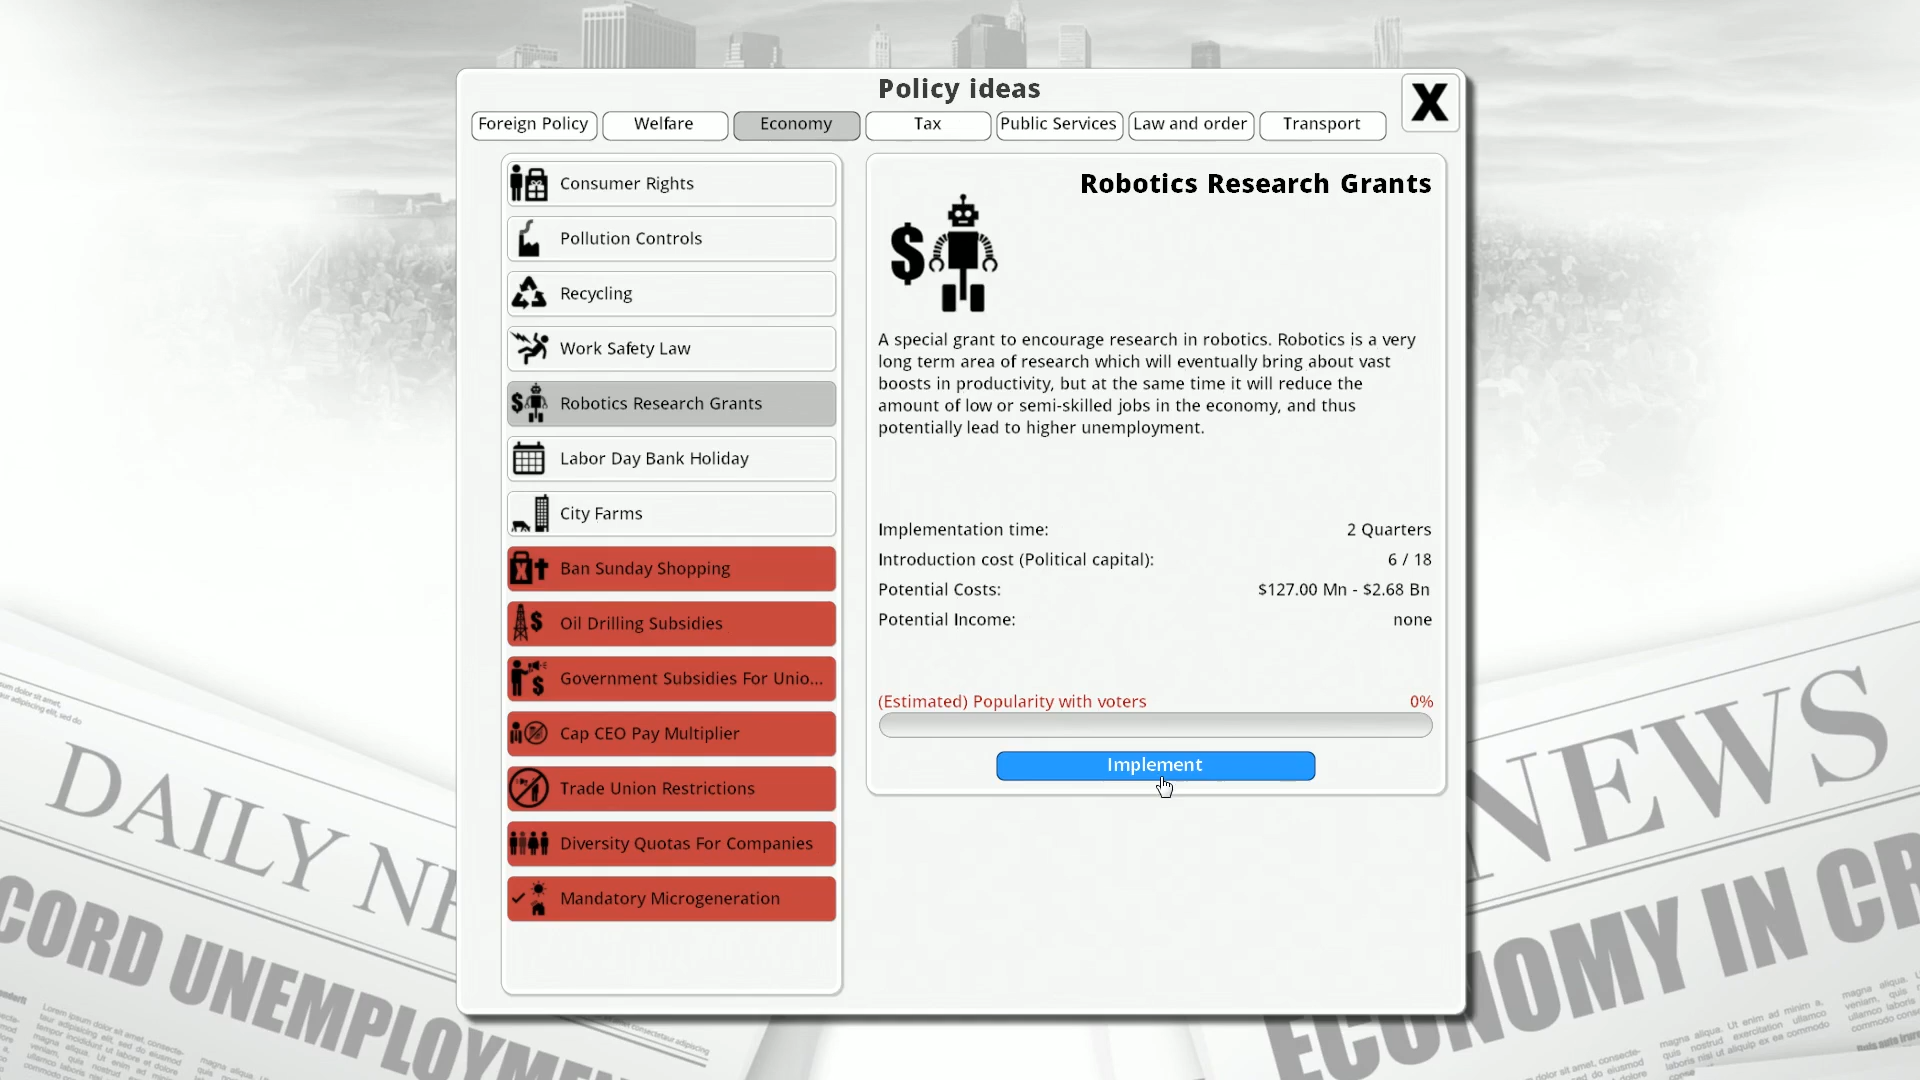 Policy ideas
X
Foreign Policy
Welfare
Economy
Tax
Public Services
Law and order
Transport
Consumer Rights
Pollution Controls
Recycling
Work Safety Law
Robotics Research Grants
Labor Day Bank Holiday
City Farms
Ban Sunday Shopping
Oil Drilling Subsidies
Government Subsidies For Unio...
Cap CEO Pay Multiplier
Trade Union Restrictions
Diversity Quotas For Companies
Mandatory Microgeneration
Robotics Research Grants
A special grant to encourage research in robotics. Robotics is a very
long term area of research which will eventually bring about vast
boosts in productivity, but at the same time it will reduce the
amount of low or semi-skilled jobs in the economy, and thus
potentially lead to higher unemployment.
Implementation time: 2 Quarters
Introduction cost (Political capital): 6 / 18
Potential Costs: $127.00 Mn - $2.68 Bn
Potential Income: none
(Estimated) Popularity with voters 0%
Implement
DAILY NE
CORD UNEMPLOYME
NEWS
ECONOMY IN CR